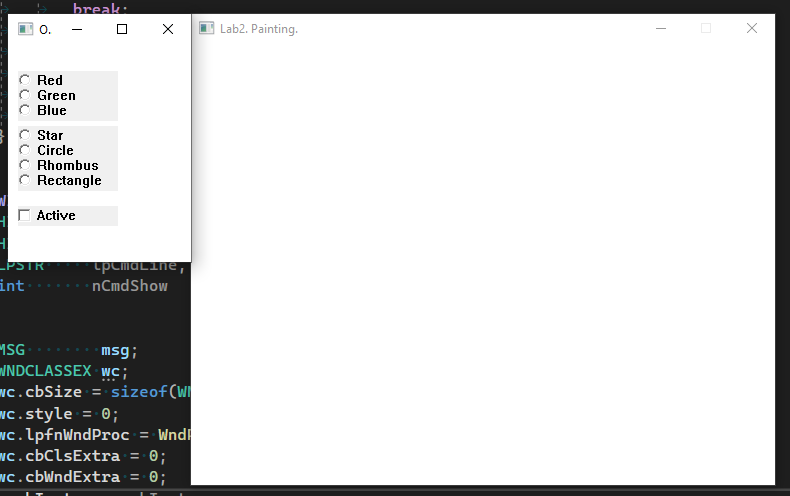 break;
O.
Lab2. Painting.
Red
Green
Blue
Star
Circle
Rhombus
Rectangle
Active
LPSTR lpCmdLine,
int nCmdShow
MSG msg;
WNDCLASSEX wc;
wc.cbSize = sizeof(WN
wc.style = 0;
wc.lpfnWndProc = WndP
wc.cbClsExtra = 0;
wc.cbWndExtra = 0;